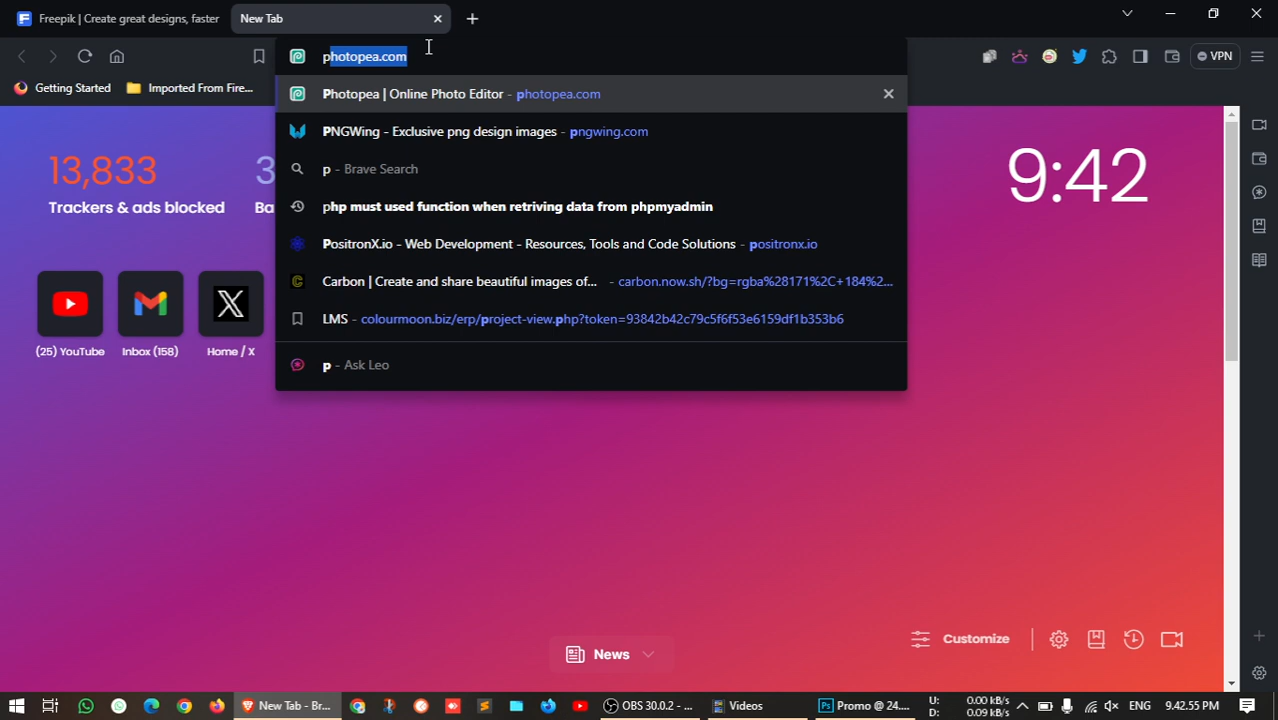 Freepik | Create great designs, faster
New Tab
photopea.com
VPN
Getting Started
Imported From Fire...
Photopea | Online Photo Editor - photopea.com
PNGWing - Exclusive png design images - pngwing.com
p - Brave Search
php must used function when retriving data from phpmyadmin
PositronX.io - Web Development - Resources, Tools and Code Solutions - positronx.io
Carbon | Create and share beautiful images of... - carbon.now.sh/?bg=rgba%28171%2C+184%2...
LMS - colourmoon.biz/erp/project-view.php?token=93842b42c79c5f6f53e6159df1b353b6
p - Ask Leo
13,833
3
Trackers & ads blocked
Ba
9:42
(25) YouTube
Inbox (158)
Home / X
Customize
News
New Tab - Br...
OBS 30.0.2 - ...
Videos
Ps
Promo @ 24....
U: 0.00 kB/s
D: 0.09 kB/s
ENG
9.42.55 PM